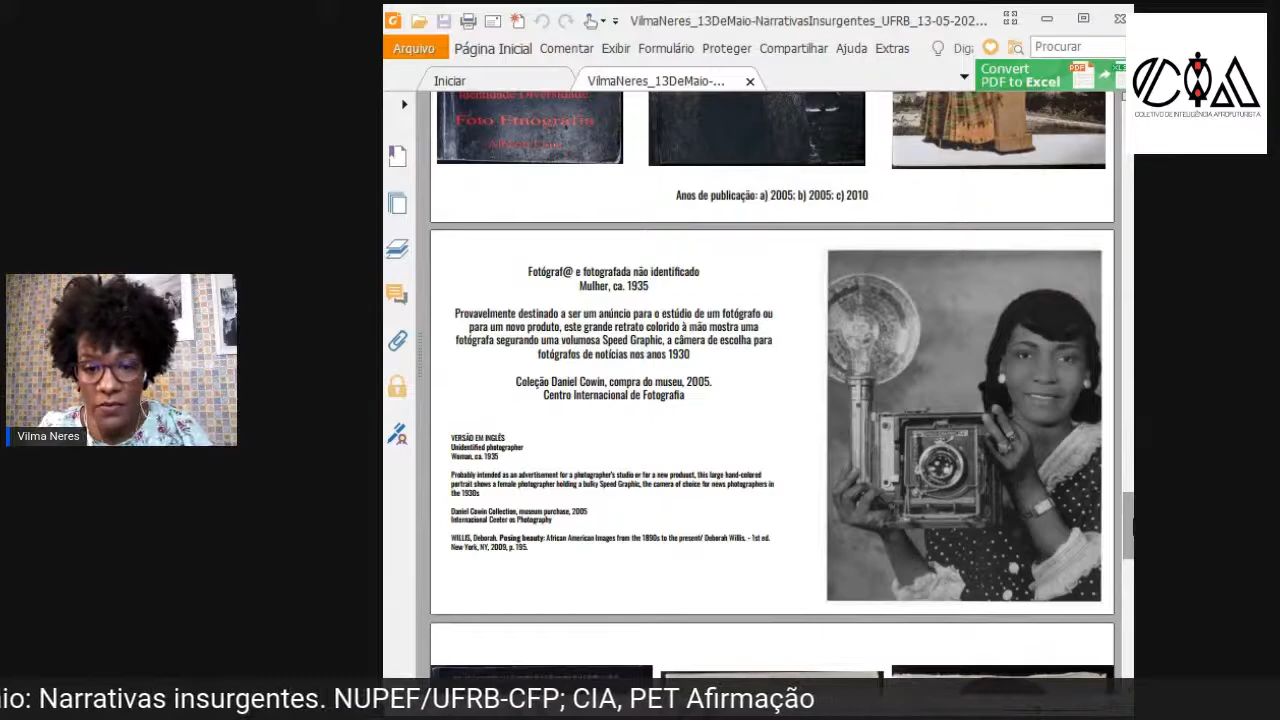 VilmaNeres_13DeMaio-NarrativasInsurgentes_UFRB_13-05-202...
Arquivo Página Inicial Comentar Exibir Formulário Proteger Compartilhar Ajuda Extras Digi Procurar
Iniciar VilmaNeres_13DeMaio-...
Convert
PDF to Excel
PDF
XLS
CIA
COLETIVO DE INTELIGÊNCIA AFROFUTURISTA
Identidade Diversidade
Foto Etnografia
Anos de publicação: a) 2005; b) 2005; c) 2010
Fotógraf@ e fotografada não identificado
Mulher, ca. 1935
Provavelmente destinado a ser um anúncio para o estúdio de um fotógrafo ou
para um novo produto, este grande retrato colorido à mão mostra uma
fotógrafa segurando uma volumosa Speed Graphic, a câmera de escolha para
fotógrafos de notícias nos anos 1930
Coleção Daniel Cowin, compra do museu, 2005.
Centro Internacional de Fotografia
VERSÃO EM INGLÊS
Unidentified photographer
Woman, ca. 1935
Probably intended as an advertisement for a photographer's studio or for a new product, this large hand-colored
portrait shows a female photographer holding a bulky Speed Graphic, the camera of choice for news photographers in
the 1930s
Daniel Cowin Collection, museum purchase, 2005
Internacional Center os Photography
WILLIS, Deborah. Posing beauty: African American Images from the 1890s to the present/ Deborah Willis. - 1st ed.
New York, NY, 2009, p. 195.
Vilma Neres
io: Narrativas insurgentes. NUPEF/UFRB-CFP; CIA, PET Afirmação